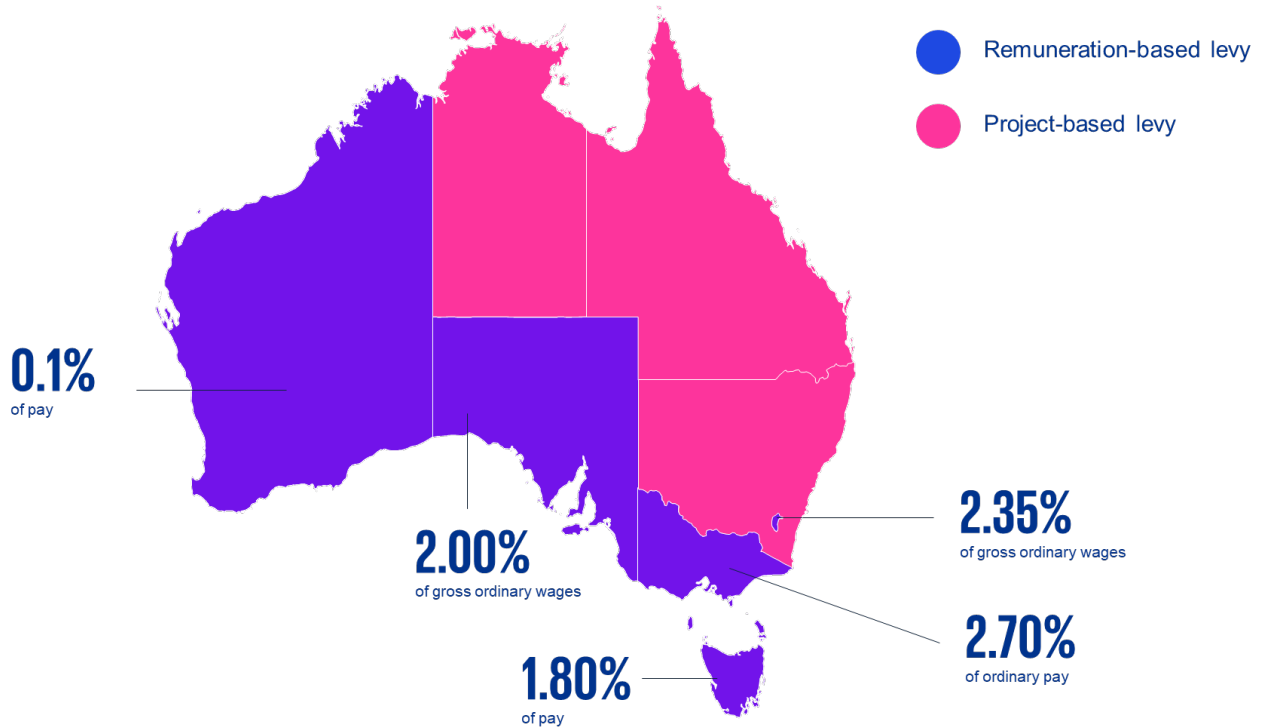 Remuneration-based levy
Project-based levy
0.1%
of pay
2.00%
of gross ordinary wages
2.35%
of gross ordinary wages
2.70%
of ordinary pay
1.80%
of pay